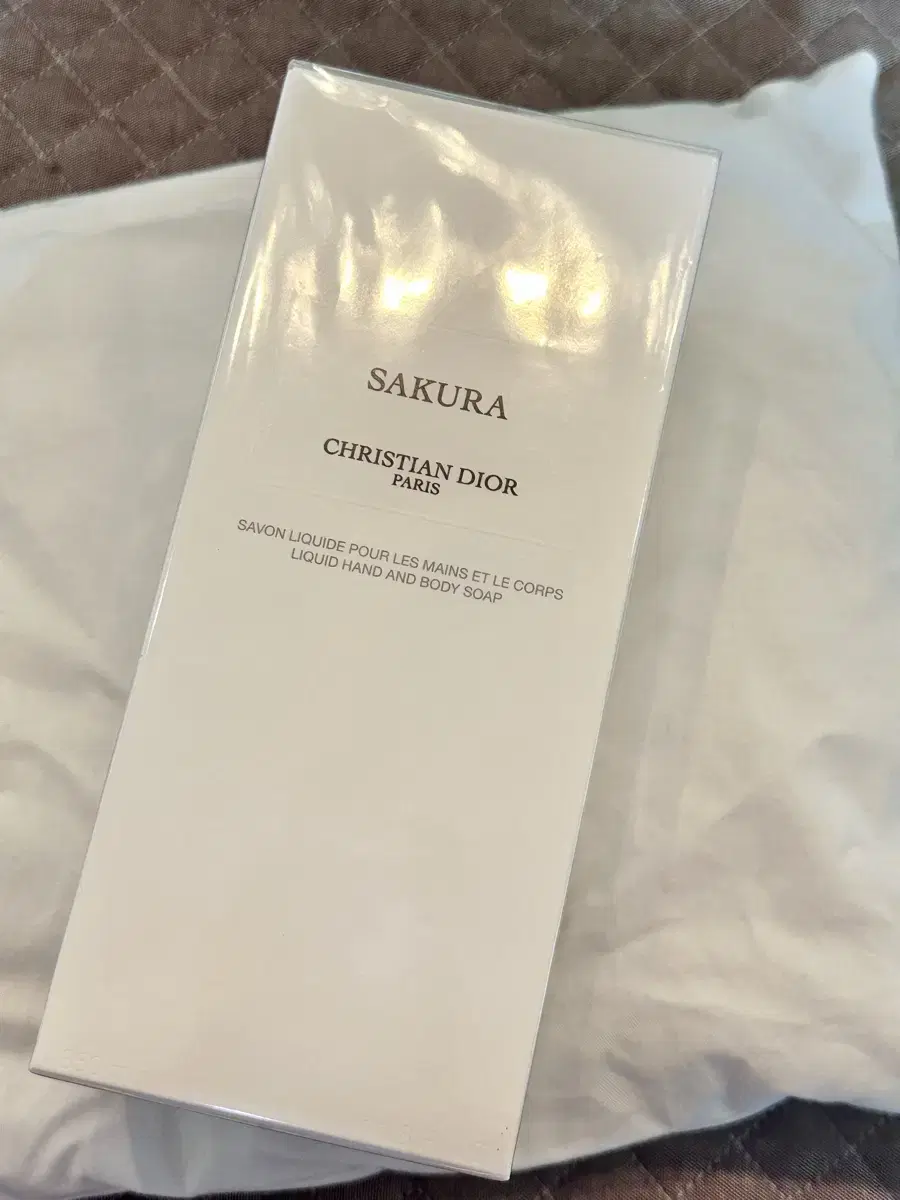 SAKURA
CHRISTIAN DIOR
PARIS
SAVON LIQUIDE POUR LES MAINS ET LE CORPS
LIQUID HAND AND BODY SOAP